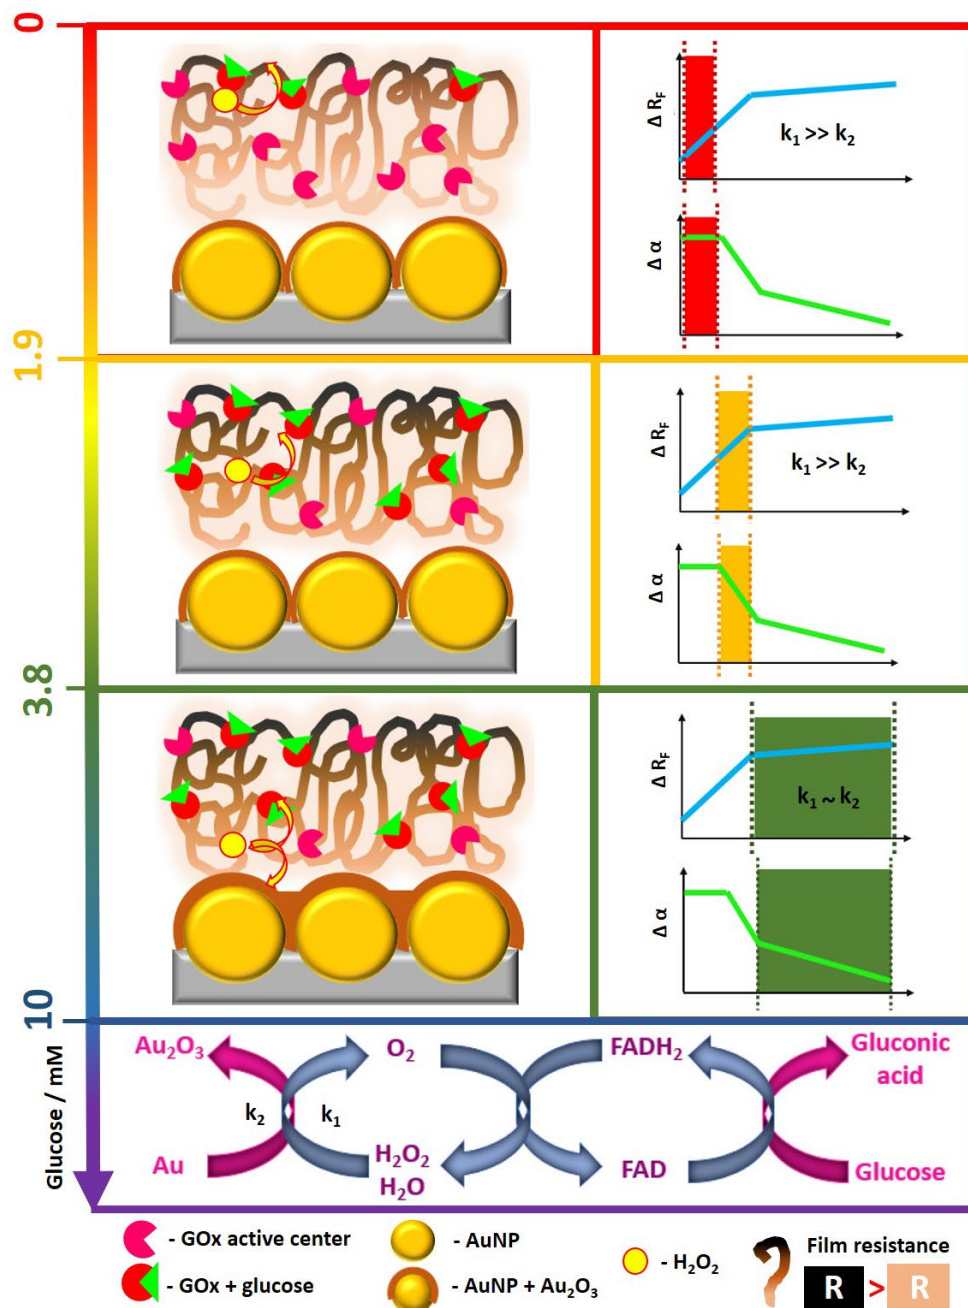 0
Δ R_F
k₁ >> k₂
Δ α
1.9
Δ R_F
k₁ >> k₂
Δ α
3.8
Δ R_F
k₁ ~ k₂
Δ α
10
Glucose / mM
Au₂O₃
O₂
FADH₂
Gluconic
acid
k₂
k₁
Au
H₂O₂
H₂O
FAD
Glucose
- GOx active center
- AuNP
- H₂O₂
Film resistance
- GOx + glucose
- AuNP + Au₂O₃
R > R